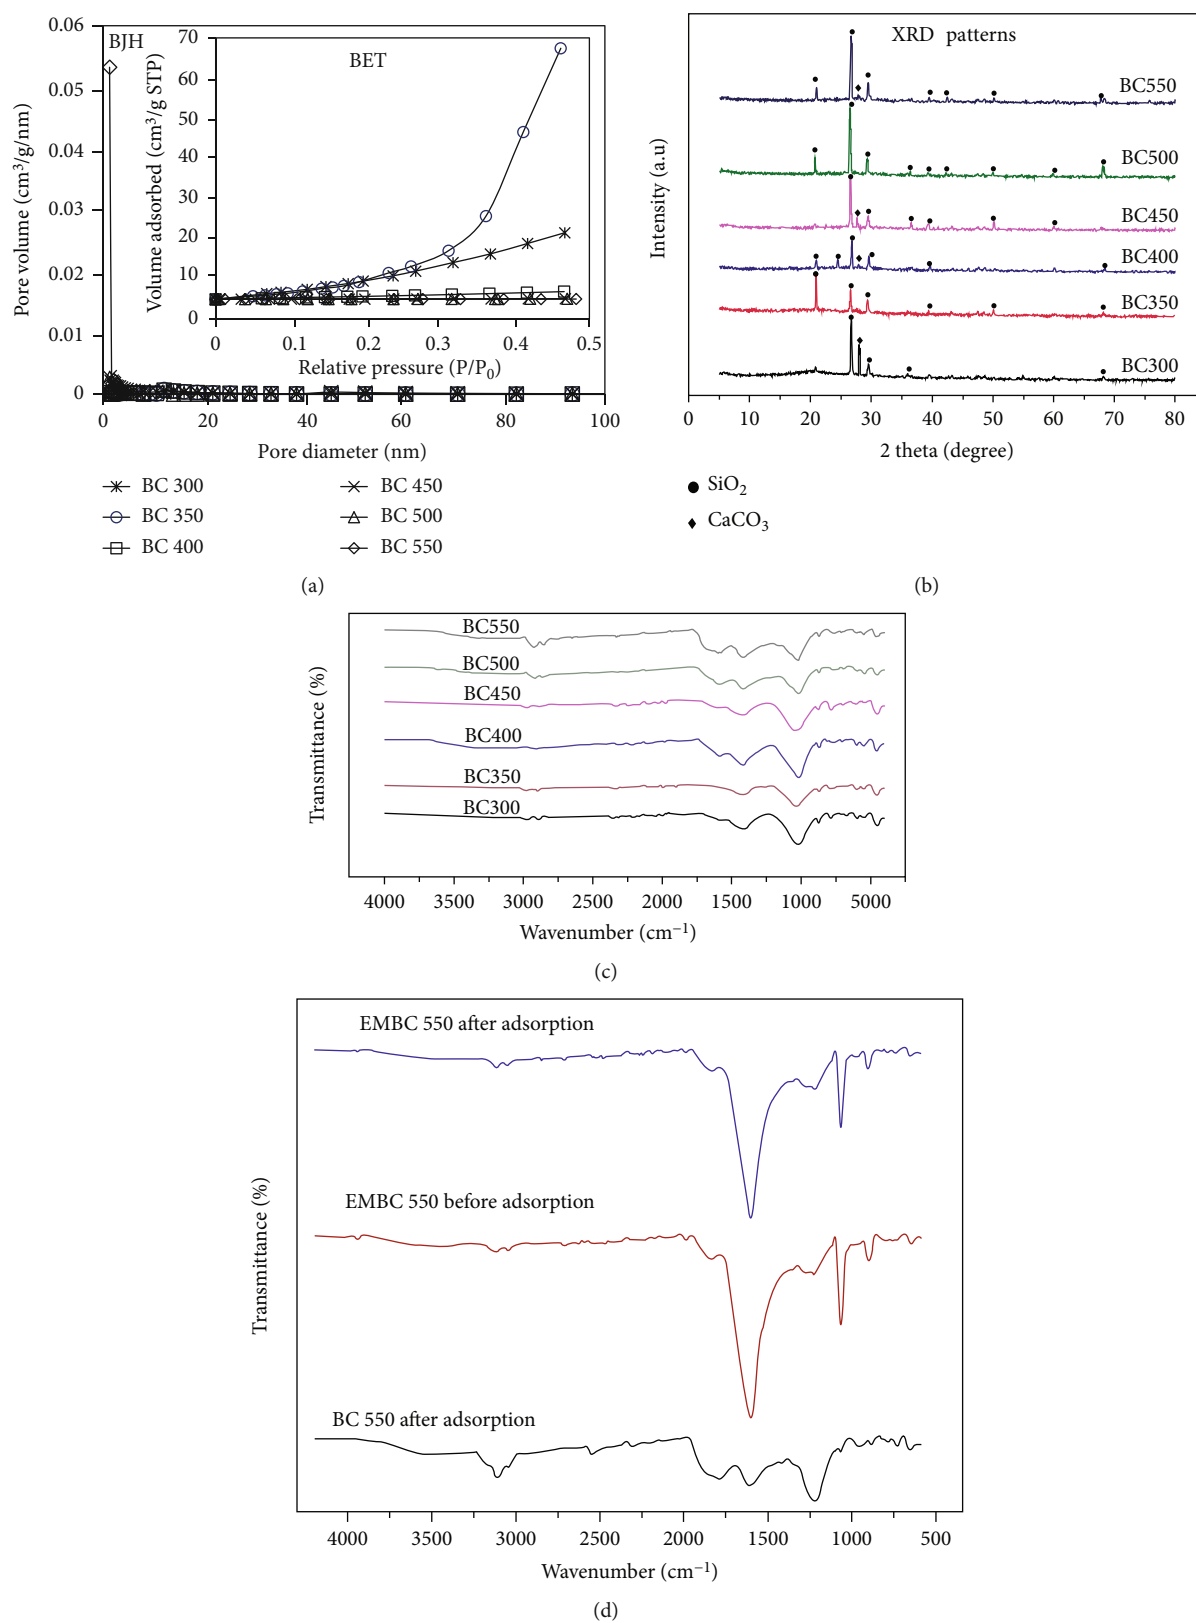 (a)
BJH
BET
Pore volume (cm³/g/nm)
0.06
0.05
0.04
0.03
0.02
0.01
0
Volume adsorbed (cm³/g STP)
70
60
50
40
30
20
10
0
0 0.1 0.2 0.3 0.4 0.5
Relative pressure (P/P₀)
0 20 40 60 80 100
Pore diameter (nm)
BC 300
BC 350
BC 400
BC 450
BC 500
BC 550
XRD patterns
Intensity (a.u)
BC550
BC500
BC450
BC400
BC350
BC300
0 10 20 30 40 50 60 70 80
2 theta (degree)
SiO₂
CaCO₃
(b)
Transmittance (%)
BC550
BC500
BC450
BC400
BC350
BC300
4000 3500 3000 2500 2000 1500 1000 500
Wavenumber (cm⁻¹)
(c)
Transmittance (%)
EMBC 550 after adsorption
EMBC 550 before adsorption
BC 550 after adsorption
4000 3500 3000 2500 2000 1500 1000 500
Wavenumber (cm⁻¹)
(d)